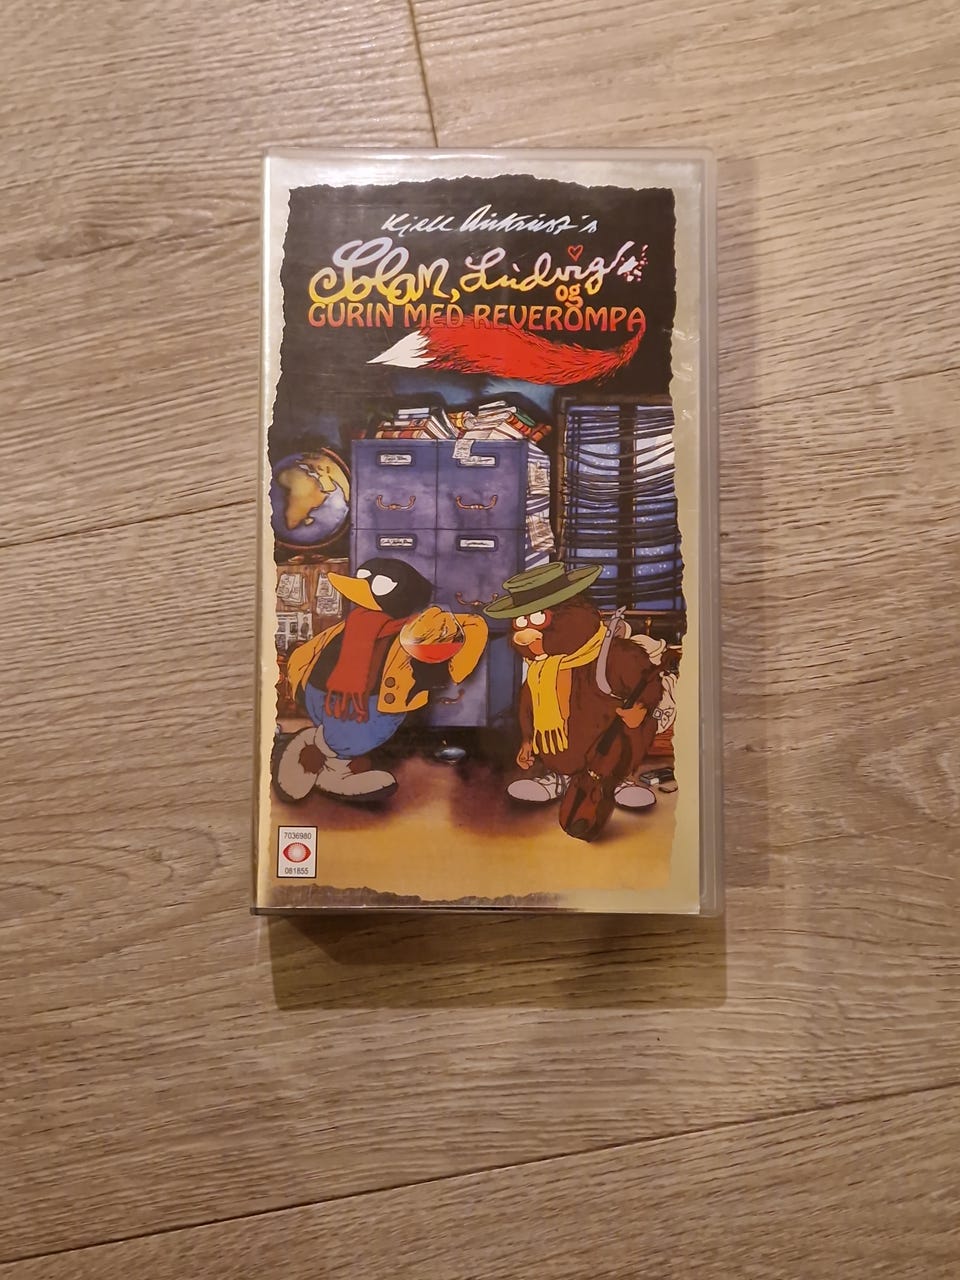 Kjell Aukrust's
Solan, Ludvig
og
GURIN MED REVEROMPA
7036980
081855